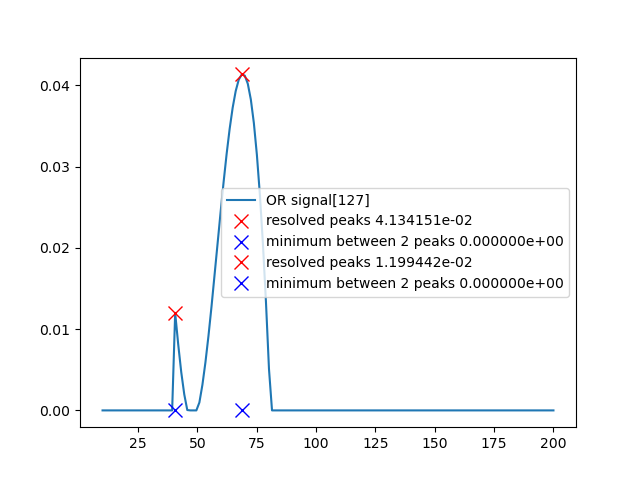 0.04
0.03
0.02
0.01
0.00
OR signal[127]
resolved peaks 4.134151e-02
minimum between 2 peaks 0.000000e+00
resolved peaks 1.199442e-02
minimum between 2 peaks 0.000000e+00
25 50 75 100 125 150 175 200